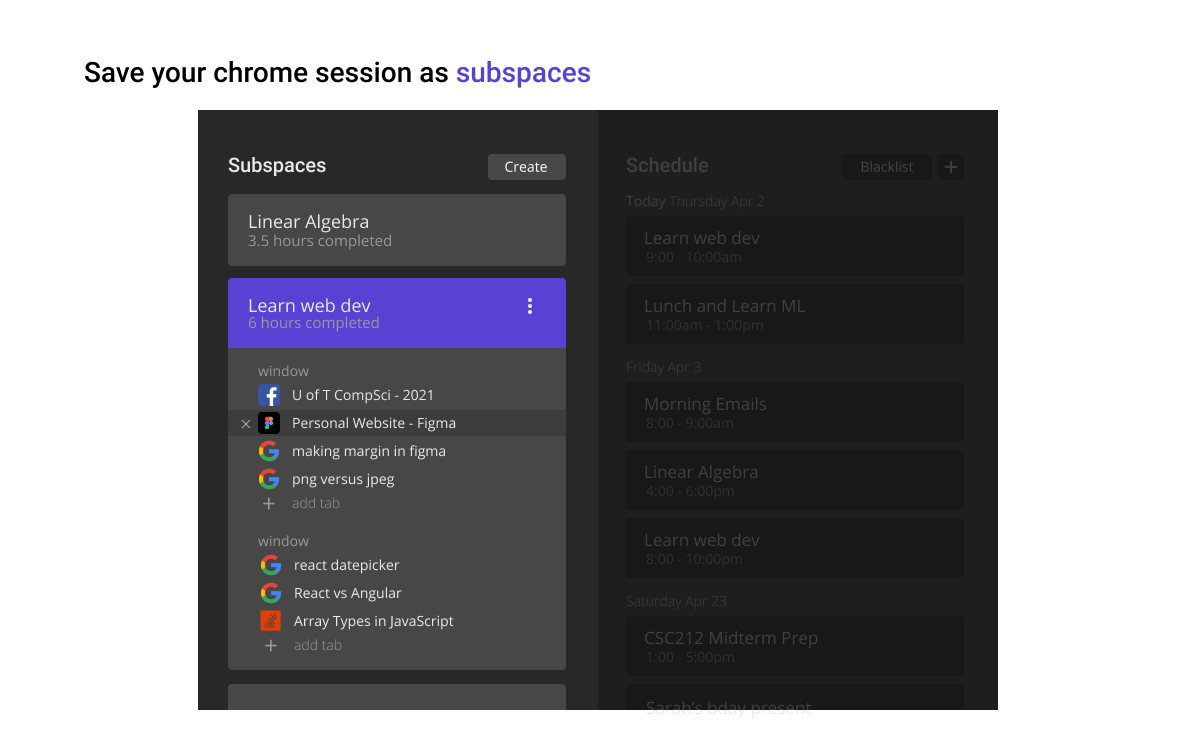 Save your chrome session as subspaces
Subspaces
Create
Linear Algebra
3.5 hours completed
Learn web dev
6 hours completed
window
U of T CompSci - 2021
Personal Website - Figma
making margin in figma
png versus jpeg
add tab
window
react datepicker
React vs Angular
Array Types in JavaScript
add tab
Schedule
Blacklist
Today Thursday Apr 2
Learn web dev
9:00 - 10:00am
Lunch and Learn ML
11:00am - 1:00pm
Friday Apr 3
Morning Emails
8:00 - 9:00am
Linear Algebra
4:00 - 6:00pm
Learn web dev
8:00 - 10:00pm
Saturday Apr 23
CSC212 Midterm Prep
1:00 - 5:00pm
Sarah's bday present